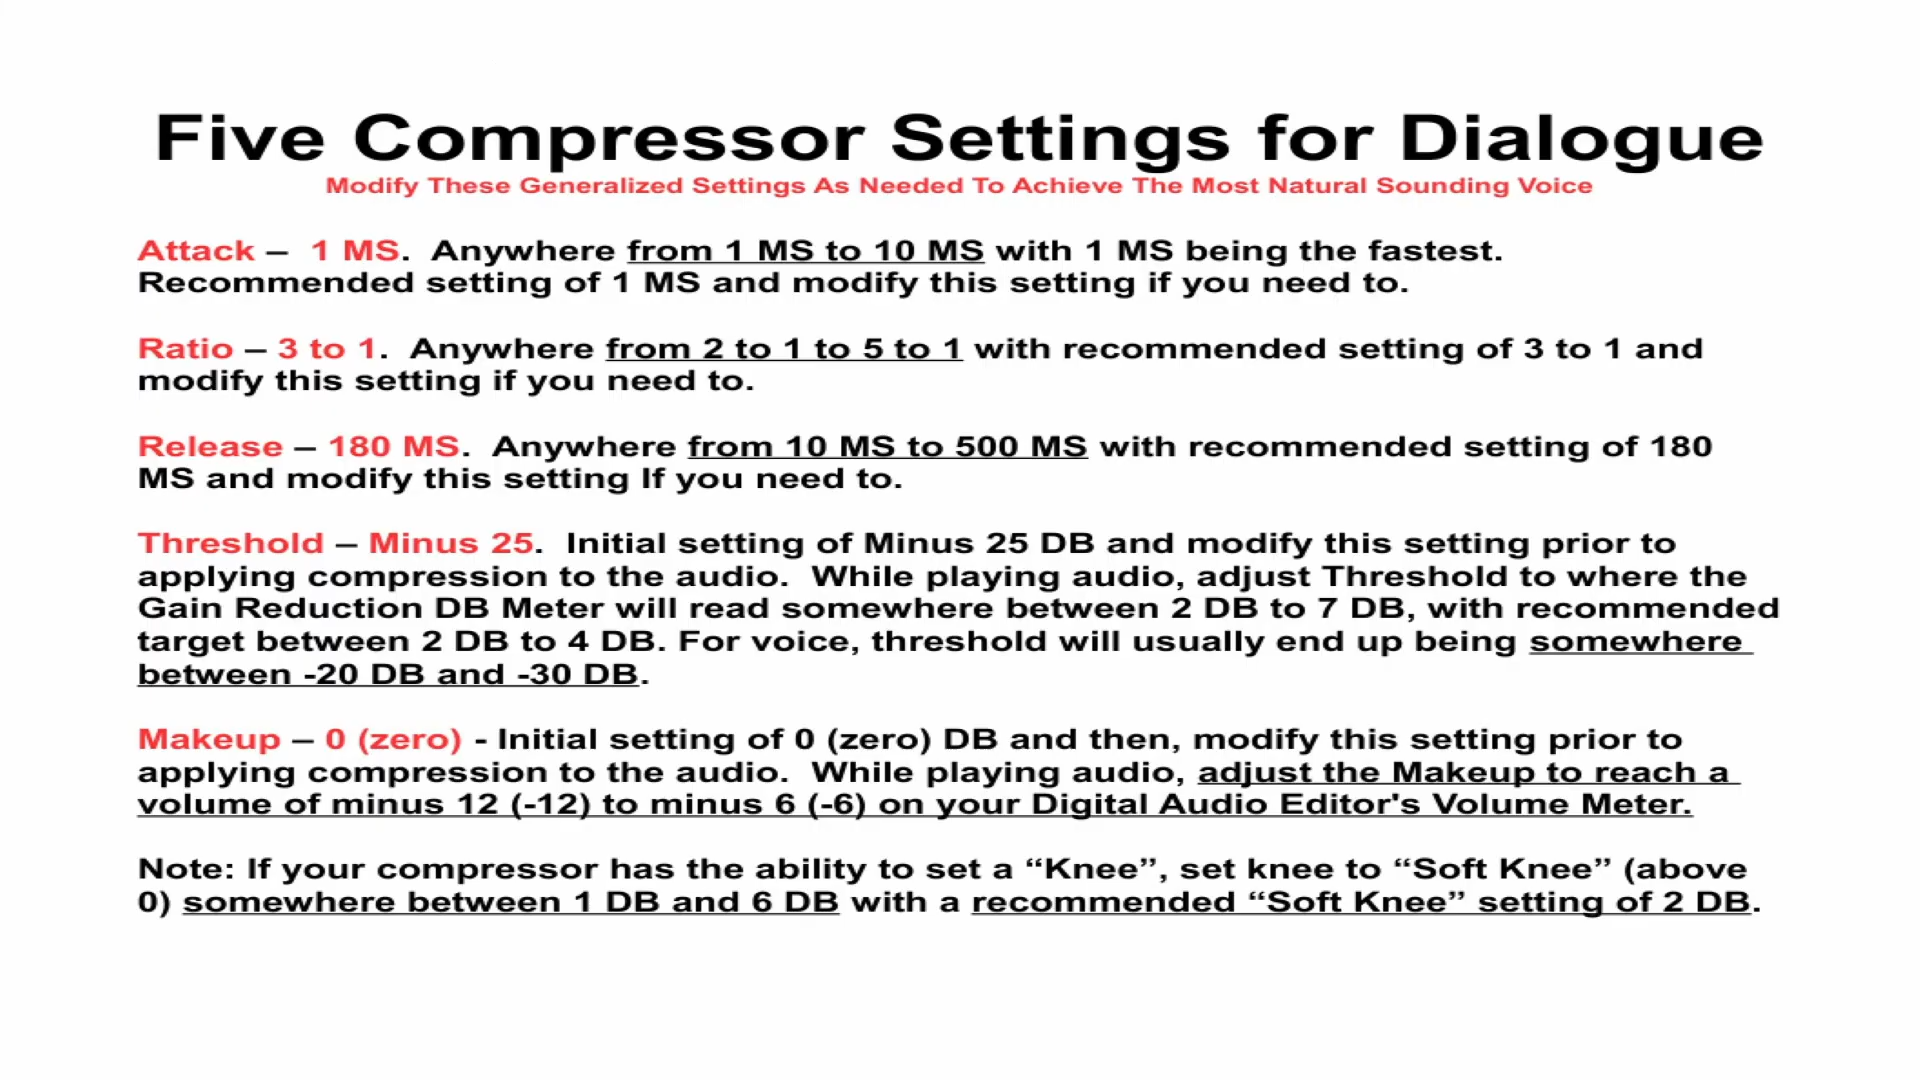 Five Compressor Settings for Dialogue
Modify These Generalized Settings As Needed To Achieve The Most Natural Sounding Voice
Attack – 1 MS. Anywhere from 1 MS to 10 MS with 1 MS being the fastest.
Recommended setting of 1 MS and modify this setting if you need to.
Ratio – 3 to 1. Anywhere from 2 to 1 to 5 to 1 with recommended setting of 3 to 1 and
modify this setting if you need to.
Release – 180 MS. Anywhere from 10 MS to 500 MS with recommended setting of 180
MS and modify this setting If you need to.
Threshold – Minus 25. Initial setting of Minus 25 DB and modify this setting prior to
applying compression to the audio. While playing audio, adjust Threshold to where the
Gain Reduction DB Meter will read somewhere between 2 DB to 7 DB, with recommended
target between 2 DB to 4 DB. For voice, threshold will usually end up being somewhere
between -20 DB and -30 DB.
Makeup – 0 (zero) - Initial setting of 0 (zero) DB and then, modify this setting prior to
applying compression to the audio. While playing audio, adjust the Makeup to reach a
volume of minus 12 (-12) to minus 6 (-6) on your Digital Audio Editor's Volume Meter.
Note: If your compressor has the ability to set a “Knee”, set knee to “Soft Knee” (above
0) somewhere between 1 DB and 6 DB with a recommended “Soft Knee” setting of 2 DB.